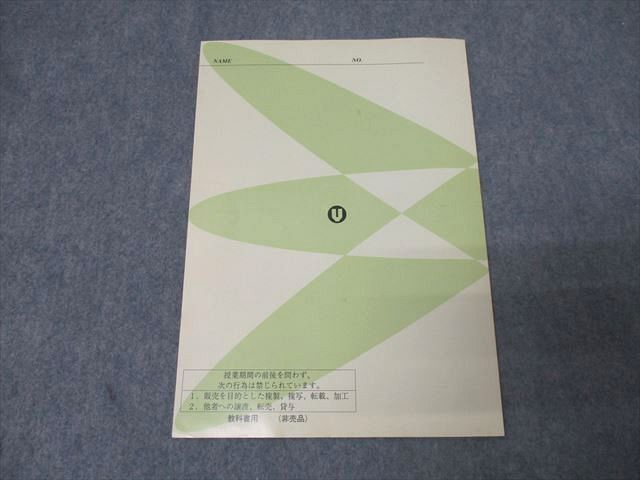 NAME NO.
U
授業期間の前後を問わず、
次の行為は禁じられています。
1．販売を目的とした複製、複写、転載、加工
2．他者への譲渡、転売、貸与
教科書用 (非売品)